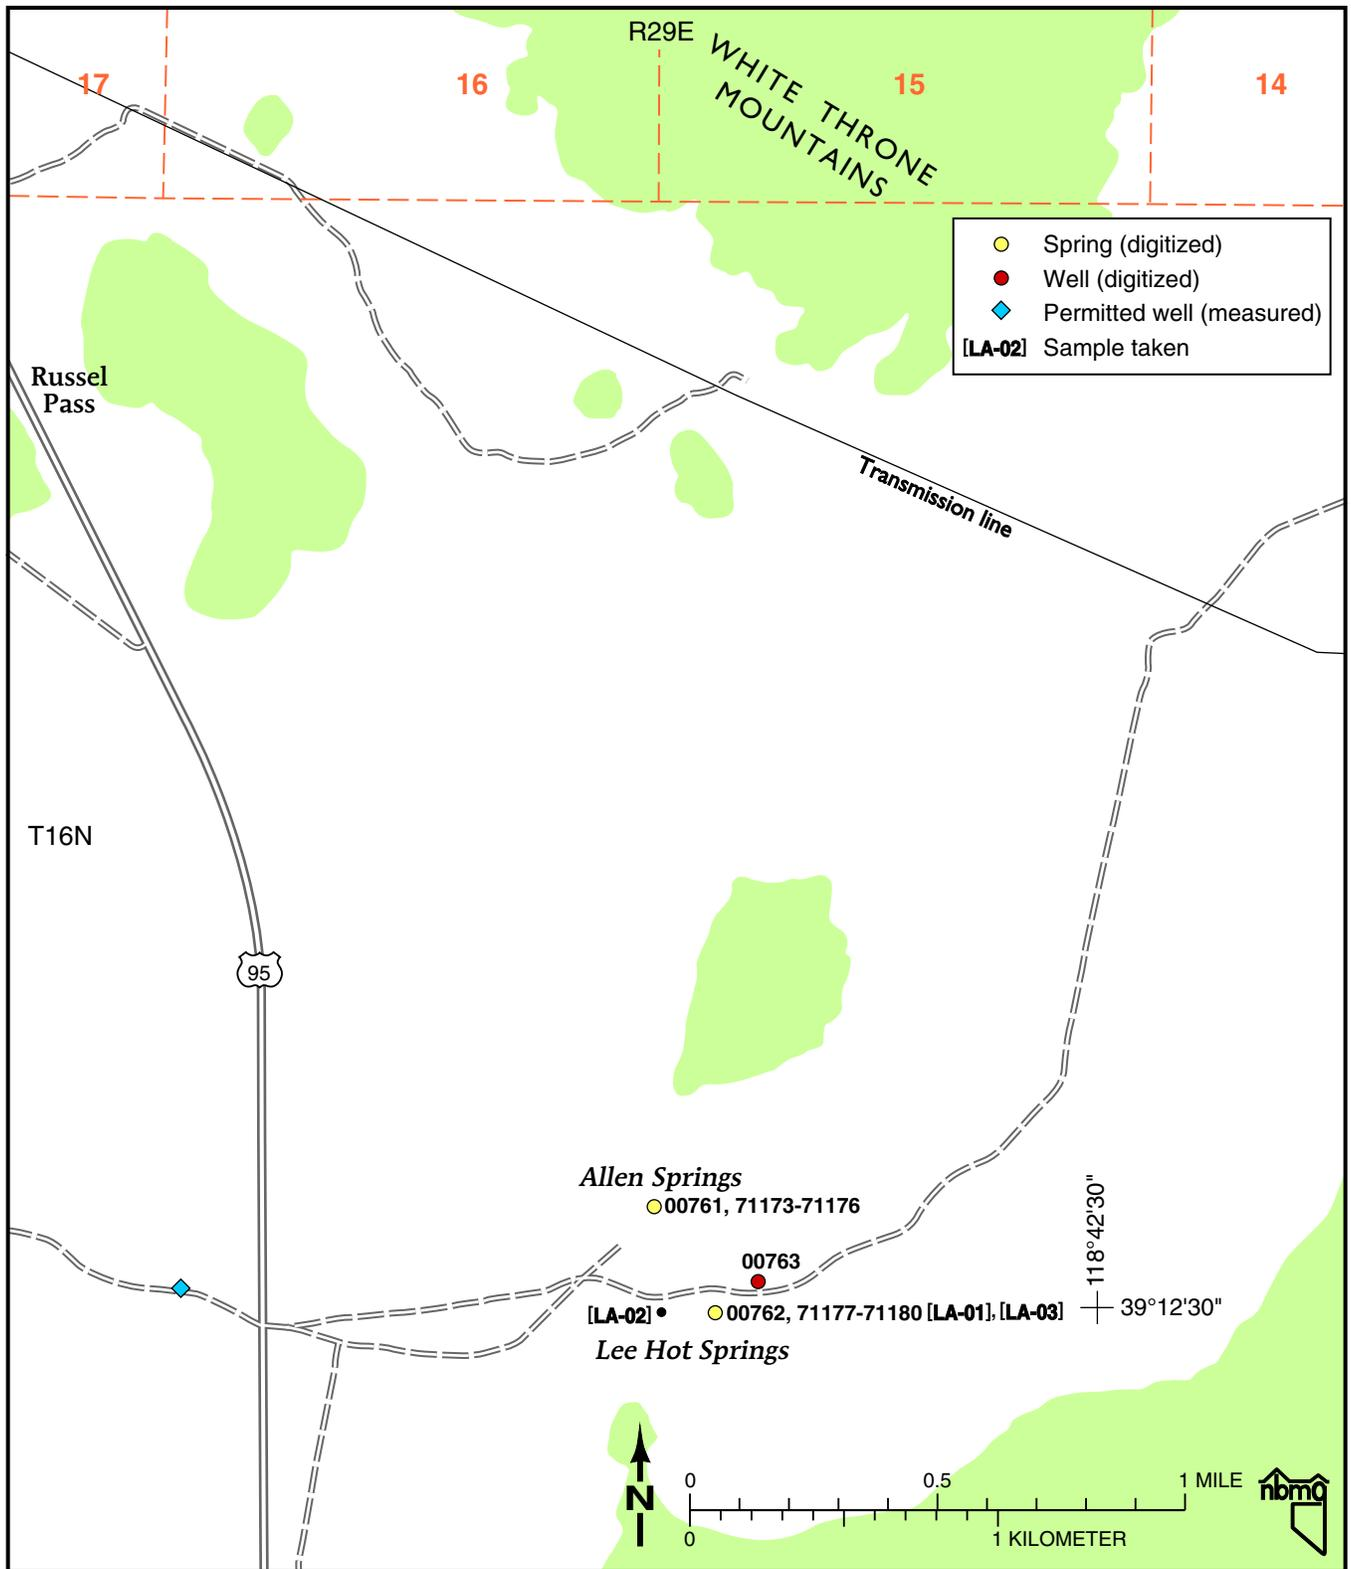 R29E
17
16
15
14
WHITE THRONE
MOUNTAINS
Spring (digitized)
Well (digitized)
Permitted well (measured)
[LA-02] Sample taken
Russel
Pass
Transmission line
T16N
95
Allen Springs
00761, 71173-71176
00763
118°42'30"
[LA-02]
00762, 71177-71180 [LA-01], [LA-03]
39°12'30"
Lee Hot Springs
N
0 0.5 1 MILE
0 1 KILOMETER
nbmg